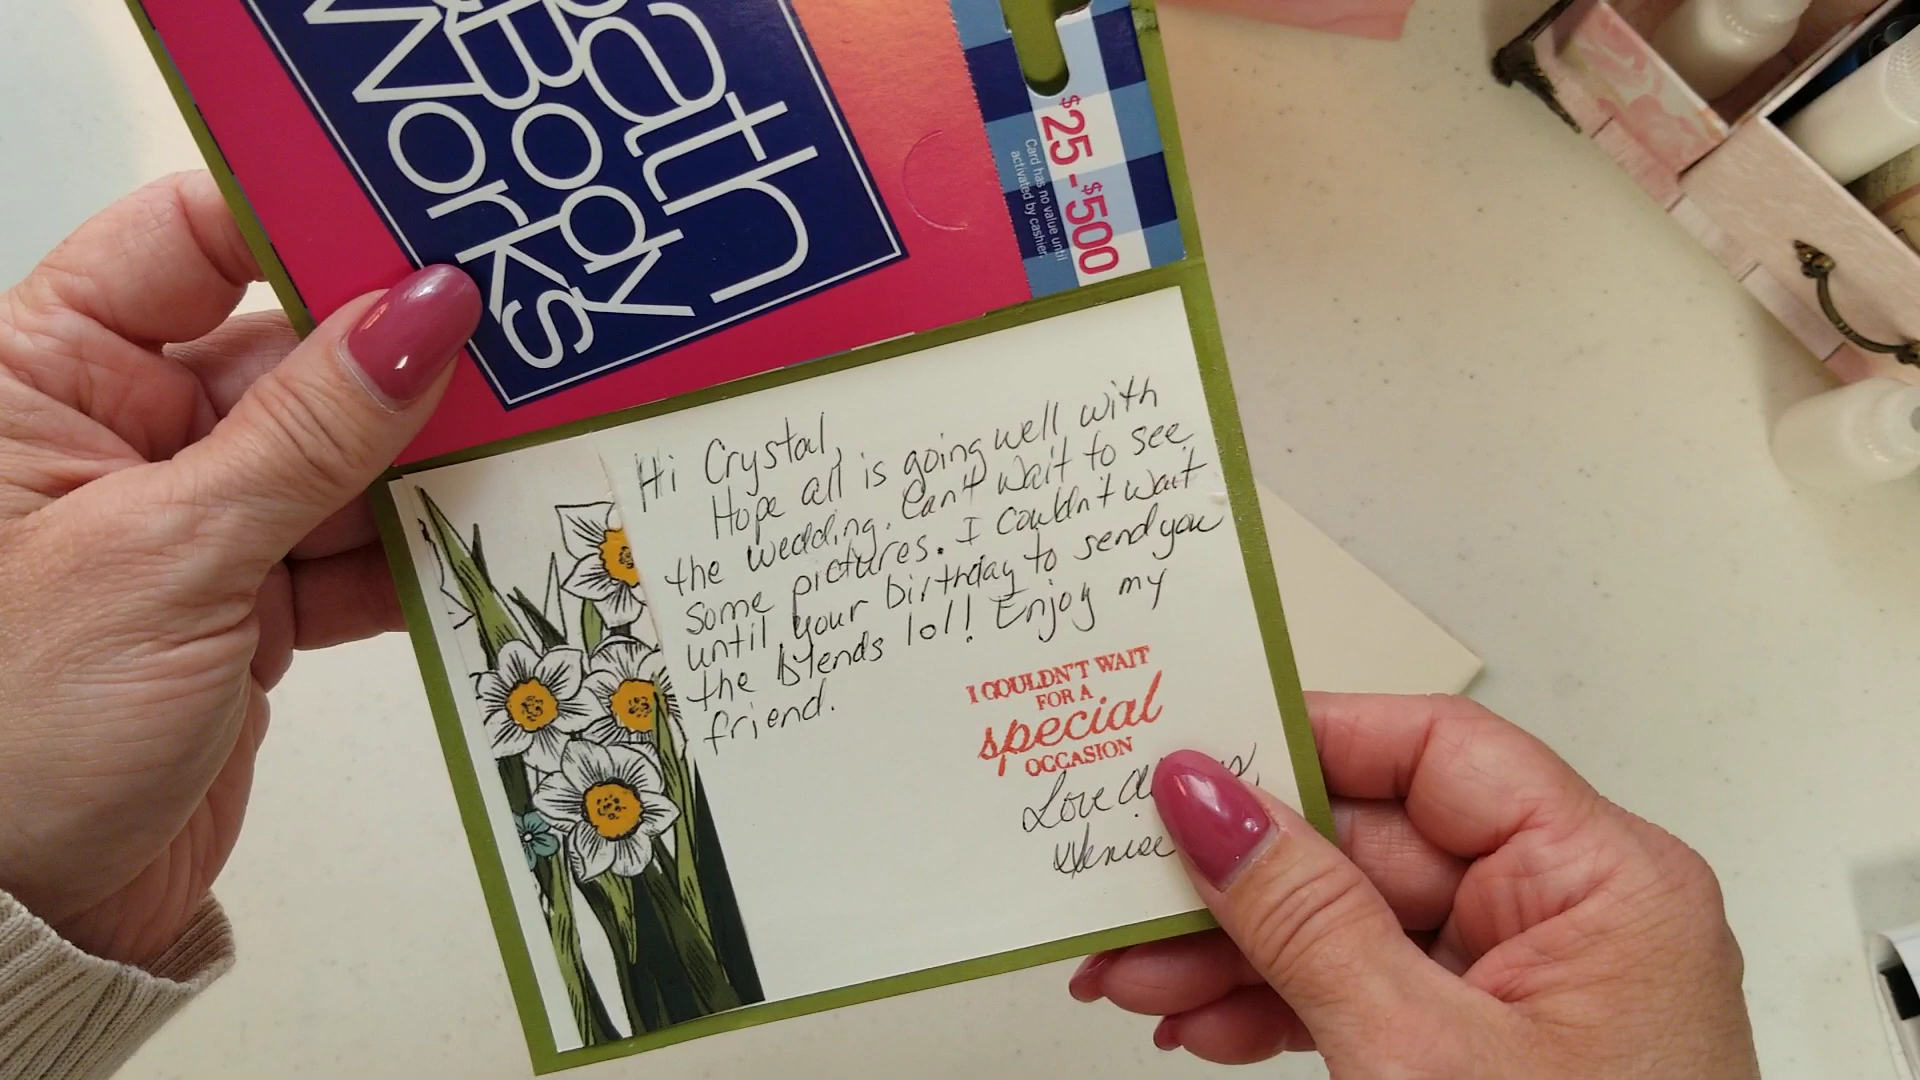 Bath
& Body
Works
$25 - $500
Card has no value until
activated by cashier.
Hi Crystal,
Hope all is going well with
the wedding. Can't wait to see
some pictures. I couldn't wait
until your birthday to send you
the blends lol! Enjoy my
friend.
I COULDN'T WAIT
FOR A
special
OCCASION
Love